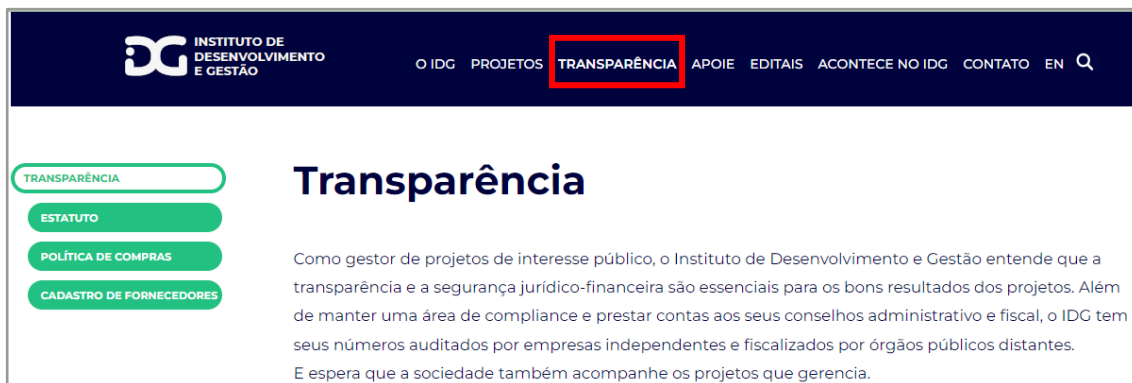 INSTITUTO DE
DESENVOLVIMENTO
E GESTÃO
O IDG PROJETOS TRANSPARÊNCIA APOIE EDITAIS ACONTECE NO IDG CONTATO EN
TRANSPARÊNCIA
ESTATUTO
POLÍTICA DE COMPRAS
CADASTRO DE FORNECEDORES
Transparência
Como gestor de projetos de interesse público, o Instituto de Desenvolvimento e Gestão entende que a
transparência e a segurança jurídico-financeira são essenciais para os bons resultados dos projetos. Além
de manter uma área de compliance e prestar contas aos seus conselhos administrativo e fiscal, o IDG tem
seus números auditados por empresas independentes e fiscalizados por órgãos públicos distantes.
E espera que a sociedade também acompanhe os projetos que gerencia.